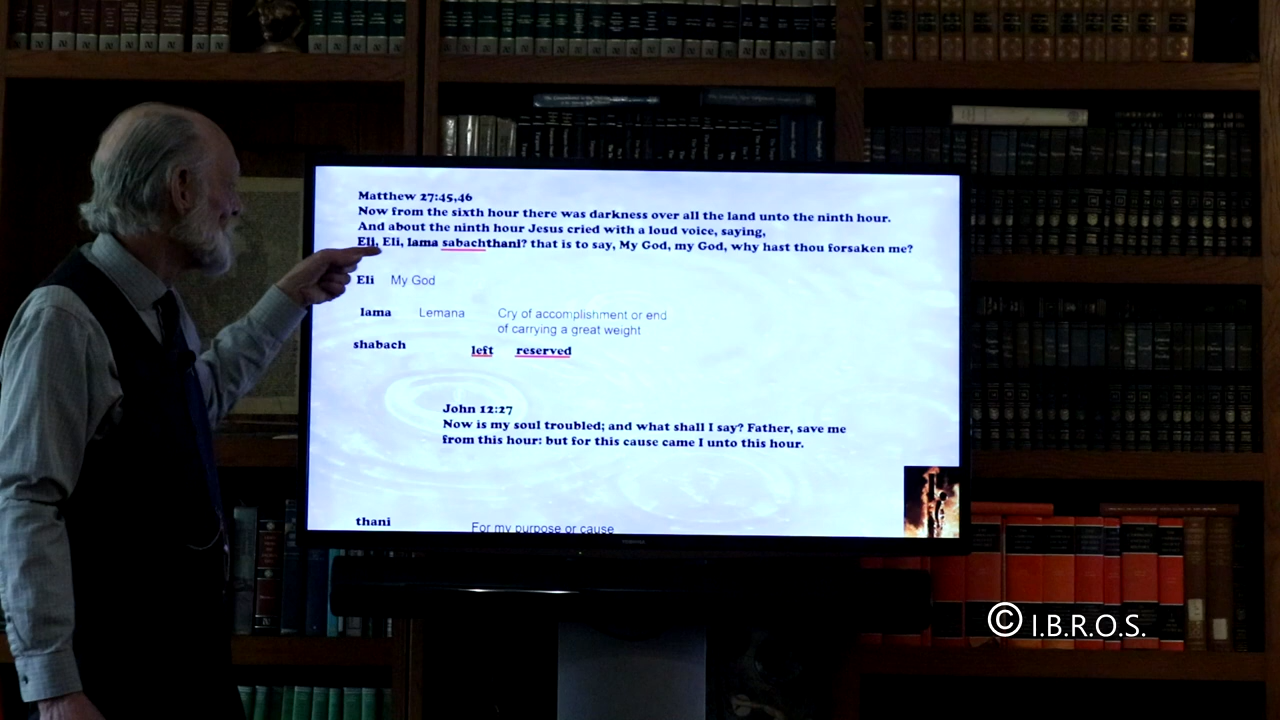 Matthew 27:45,46
Now from the sixth hour there was darkness over all the land unto the ninth hour.
And about the ninth hour Jesus cried with a loud voice, saying,
Eli, Eli, lama sabachthani? that is to say, My God, my God, why hast thou forsaken me?
Eli My God
lama Lemana Cry of accomplishment or end
of carrying a great weight
shabach left reserved
John 12:27
Now is my soul troubled; and what shall I say? Father, save me
from this hour: but for this cause came I unto this hour.
thani For my purpose or cause
© I.B.R.O.S.